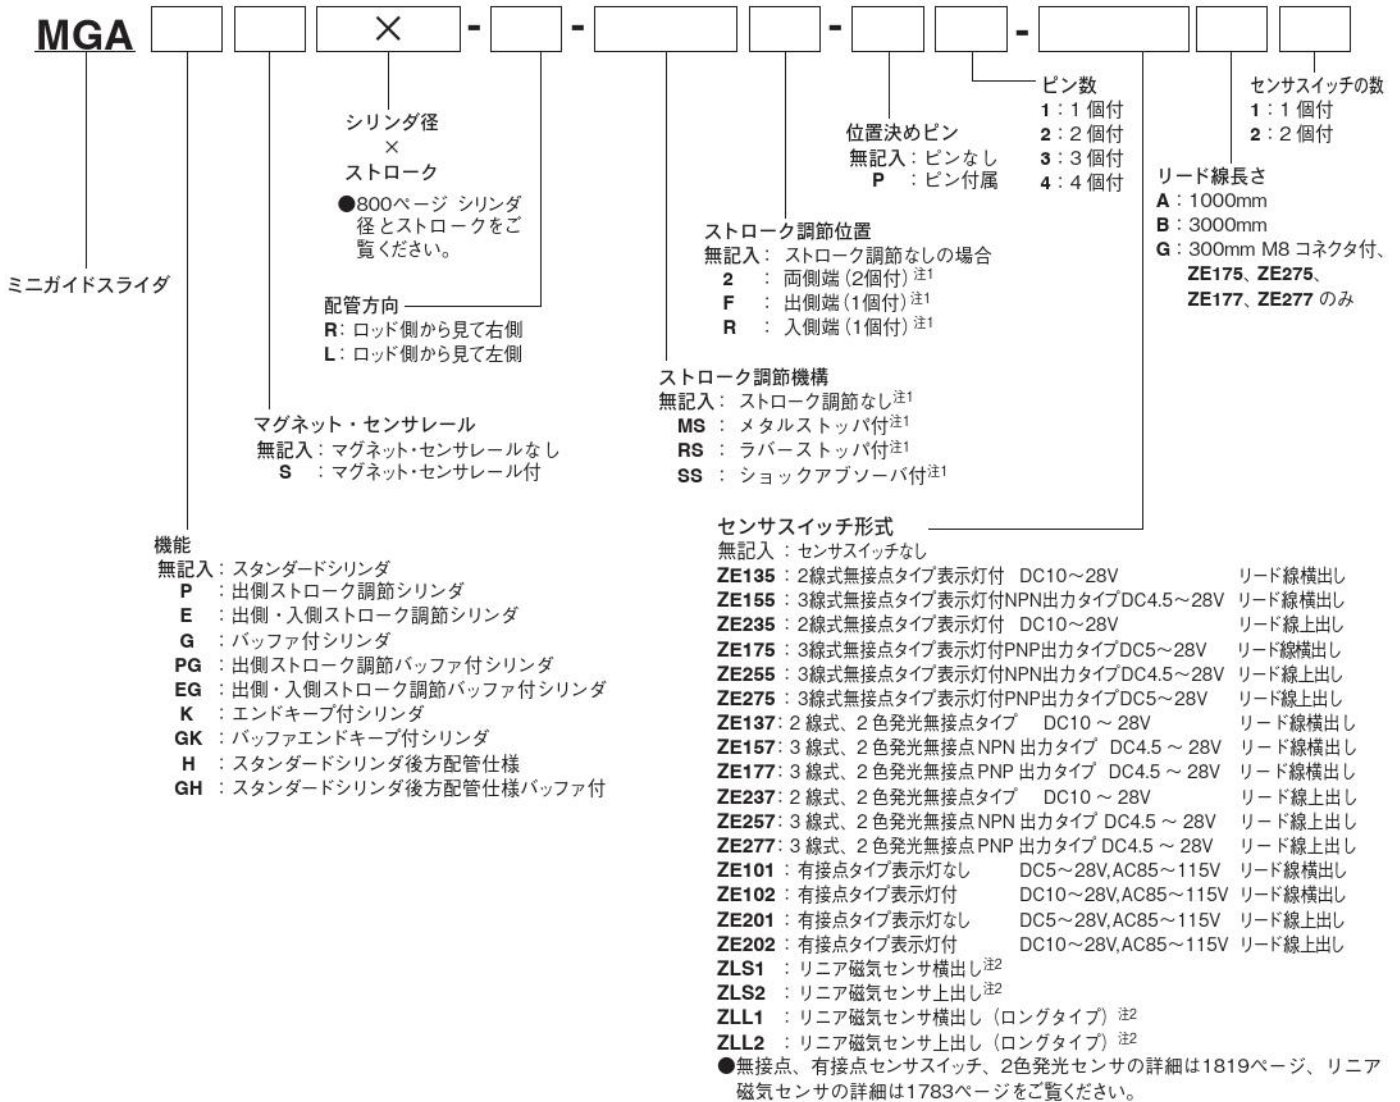 MGA × - - - -
ミニガイドスライダ
シリンダ径
×
ストローク
●800ページ シリンダ
径とストロークをご
覧ください。
配管方向
R：ロッド側から見て右側
L：ロッド側から見て左側
マグネット・センサレール
無記入：マグネット・センサレールなし
S ：マグネット・センサレール付
機能
無記入：スタンダードシリンダ
P ：出側ストローク調節シリンダ
E ：出側・入側ストローク調節シリンダ
G ：バッファ付シリンダ
PG ：出側ストローク調節バッファ付シリンダ
EG ：出側・入側ストローク調節バッファ付シリンダ
K ：エンドキープ付シリンダ
GK ：バッファエンドキープ付シリンダ
H ：スタンダードシリンダ後方配管仕様
GH ：スタンダードシリンダ後方配管仕様バッファ付
ストローク調節機構
無記入： ストローク調節なし注1
MS ： メタルストッパ付注1
RS ： ラバーストッパ付注1
SS ： ショックアブソーバ付注1
ストローク調節位置
無記入： ストローク調節なしの場合
2 ： 両側端（2個付）注1
F ： 出側端（1個付）注1
R ： 入側端（1個付）注1
位置決めピン
無記入：ピンなし
P ：ピン付属
ピン数
1：1 個付
2：2 個付
3：3 個付
4：4 個付
センサスイッチの数
1：1 個付
2：2 個付
リード線長さ
A：1000mm
B：3000mm
G：300mm M8 コネクタ付、
ZE175、ZE275、
ZE177、ZE277 のみ
センサスイッチ形式
無記入：センサスイッチなし
ZE135：2線式無接点タイプ表示灯付 DC10～28V リード線横出し
ZE155：3線式無接点タイプ表示灯付NPN出力タイプDC4.5～28V リード線横出し
ZE235：2線式無接点タイプ表示灯付 DC10～28V リード線上出し
ZE175：3線式無接点タイプ表示灯付PNP出力タイプDC5～28V リード線横出し
ZE255：3線式無接点タイプ表示灯付NPN出力タイプDC4.5～28V リード線上出し
ZE275：3線式無接点タイプ表示灯付PNP出力タイプDC5～28V リード線上出し
ZE137：2 線式、2 色発光無接点タイプ DC10 ～ 28V リード線横出し
ZE157：3 線式、2 色発光無接点 NPN 出力タイプ DC4.5 ～ 28V リード線横出し
ZE177：3 線式、2 色発光無接点 PNP 出力タイプ DC4.5 ～ 28V リード線横出し
ZE237：2 線式、2 色発光無接点タイプ DC10 ～ 28V リード線上出し
ZE257：3 線式、2 色発光無接点 NPN 出力タイプ DC4.5 ～ 28V リード線上出し
ZE277：3 線式、2 色発光無接点 PNP 出力タイプ DC4.5 ～ 28V リード線上出し
ZE101：有接点タイプ表示灯なし DC5～28V,AC85～115V リード線横出し
ZE102：有接点タイプ表示灯付 DC10～28V,AC85～115V リード線横出し
ZE201：有接点タイプ表示灯なし DC5～28V,AC85～115V リード線上出し
ZE202：有接点タイプ表示灯付 DC10～28V,AC85～115V リード線上出し
ZLS1 ：リニア磁気センサ横出し注2
ZLS2 ：リニア磁気センサ上出し注2
ZLL1 ：リニア磁気センサ横出し（ロングタイプ）注2
ZLL2 ：リニア磁気センサ上出し（ロングタイプ）注2
●無接点、有接点センサスイッチ、2色発光センサの詳細は1819ページ、リニア
磁気センサの詳細は1783ページをご覧ください。